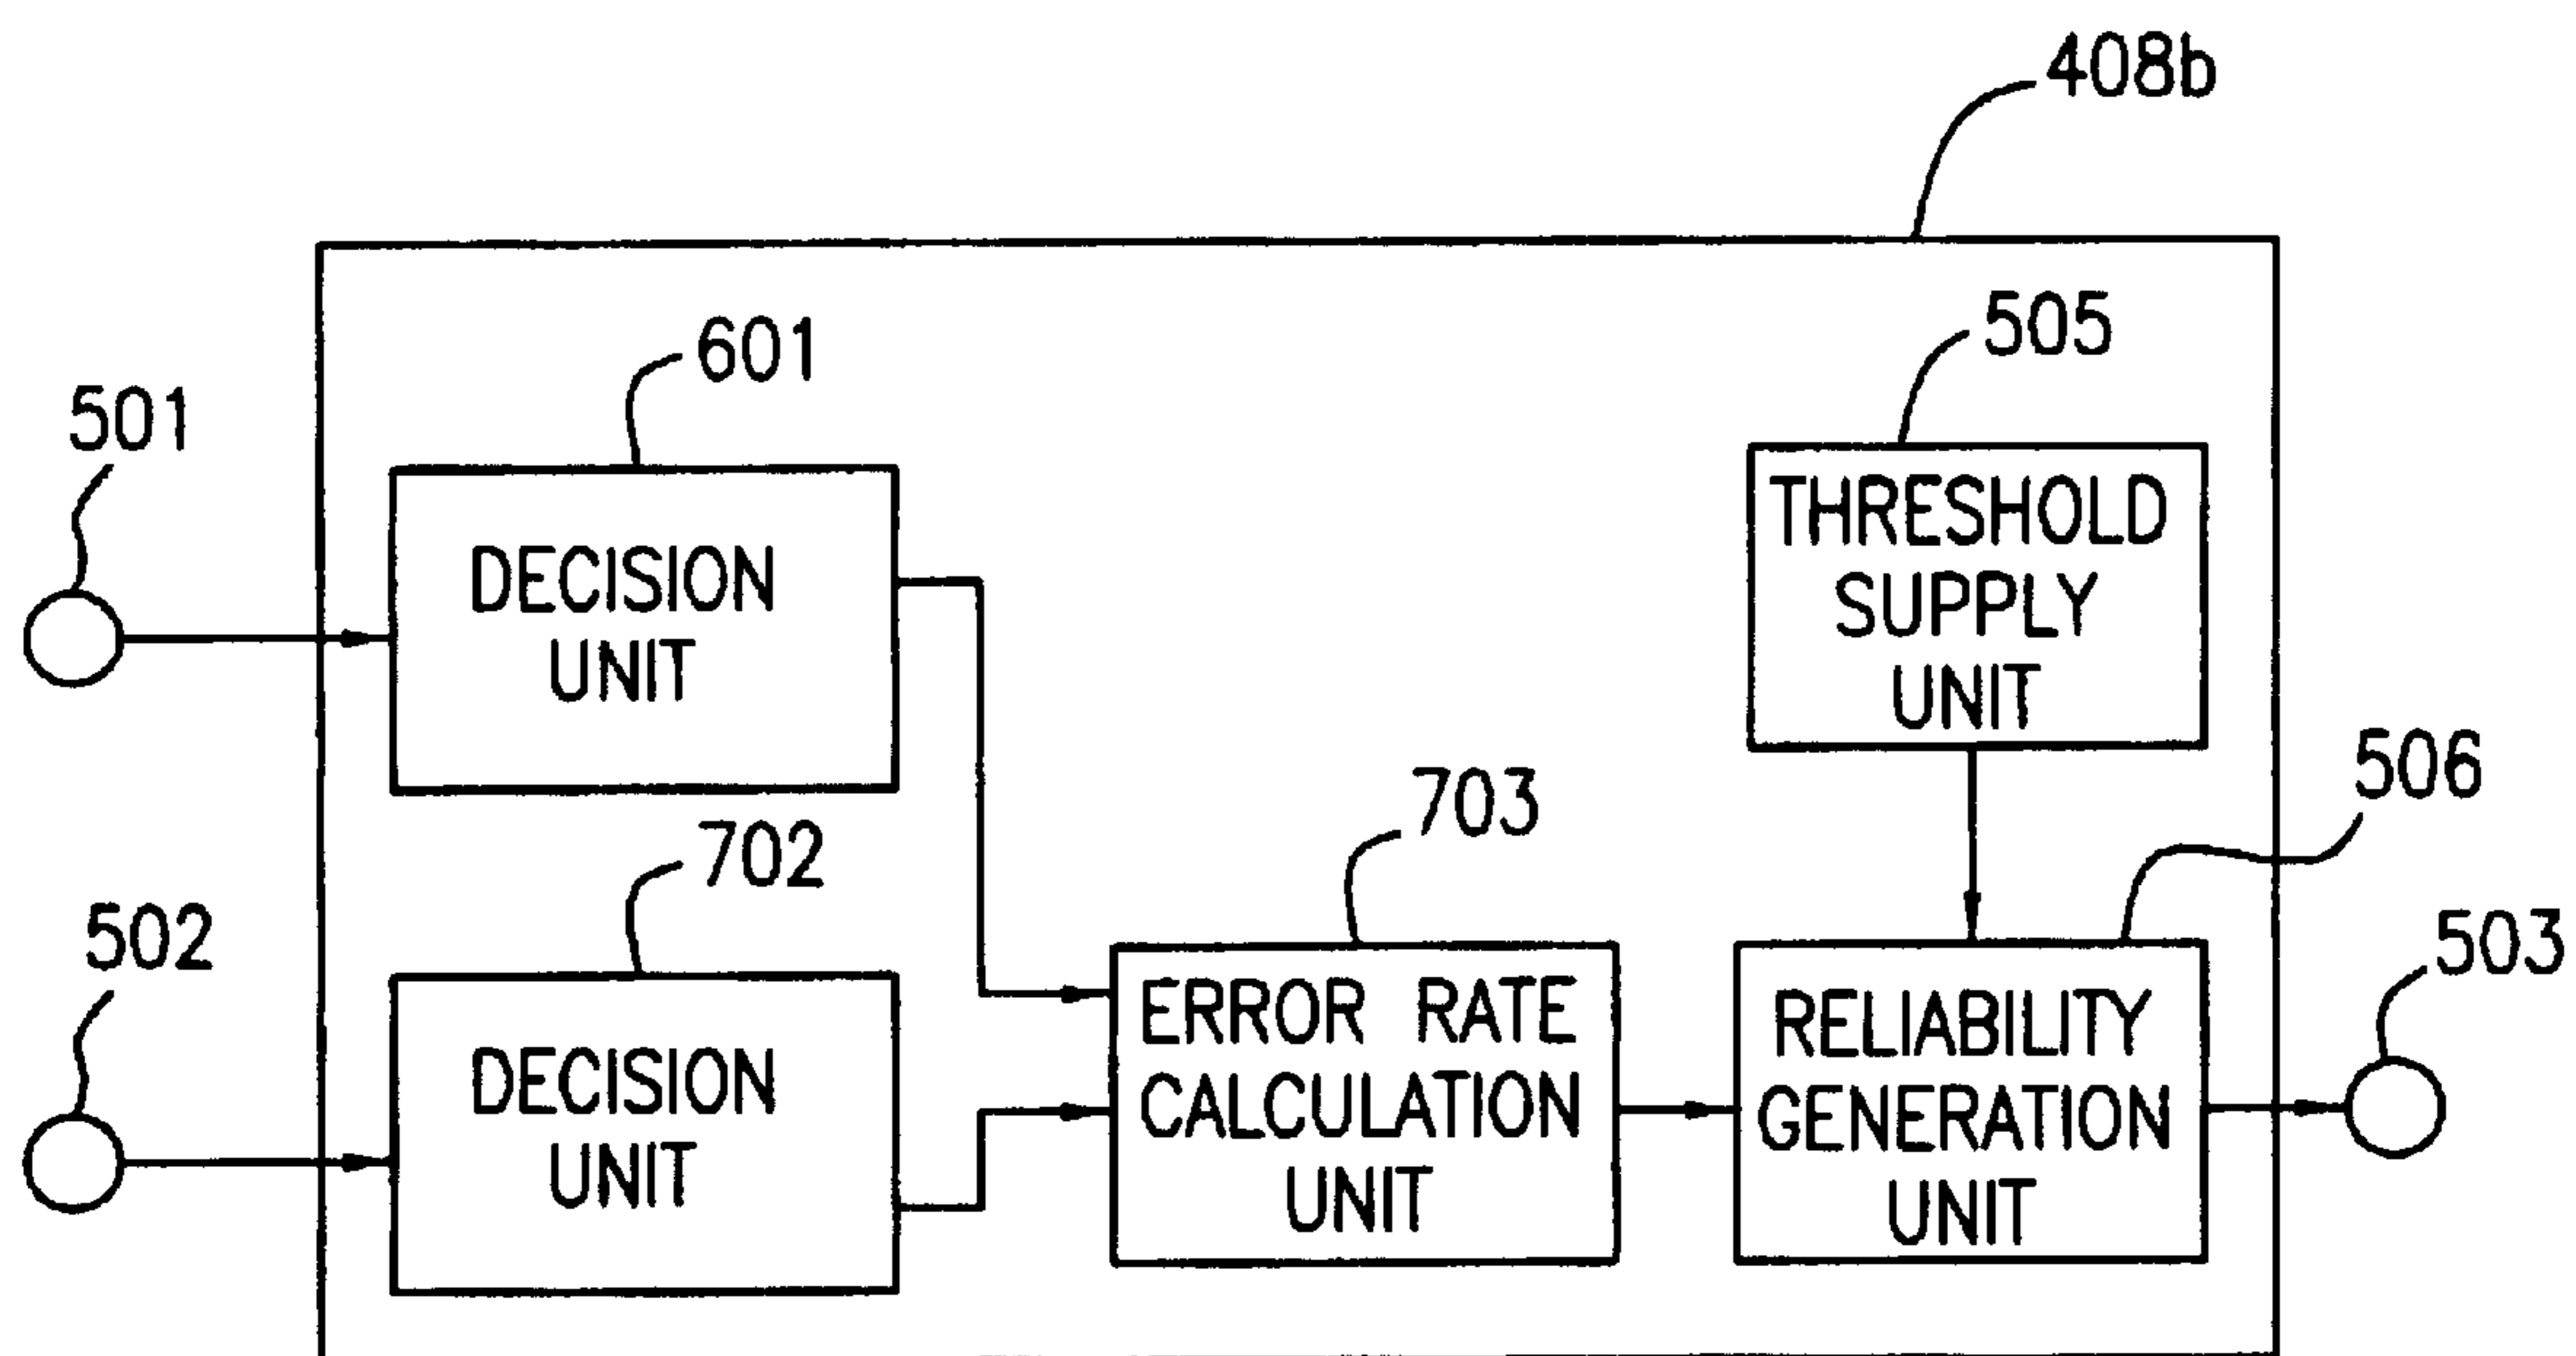 408b
505
601
501
THRESHOLD
SUPPLY
UNIT
DECISION
UNIT
506
703
702
502
503
ERROR RATE
CALCULATION
UNIT
RELIABILITY
GENERATION
UNIT
DECISION
UNIT